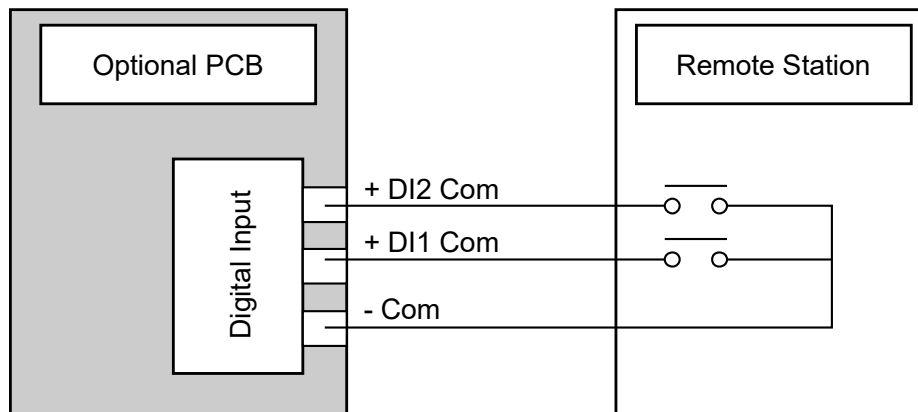 Optional PCB
Remote Station
Digital Input
+ DI2 Com
+ DI1 Com
- Com